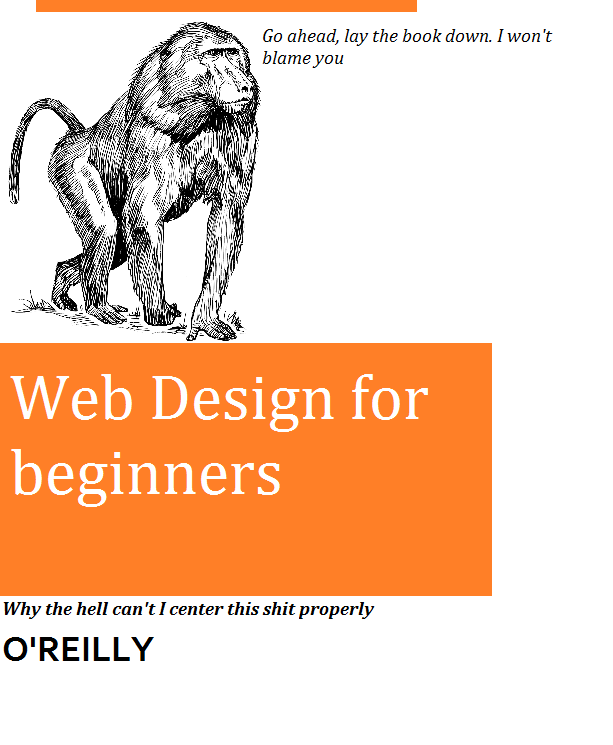 Go ahead, lay the book down. I won't
blame you
Web Design for
beginners
Why the hell can't I center this shit properly
O'REILLY